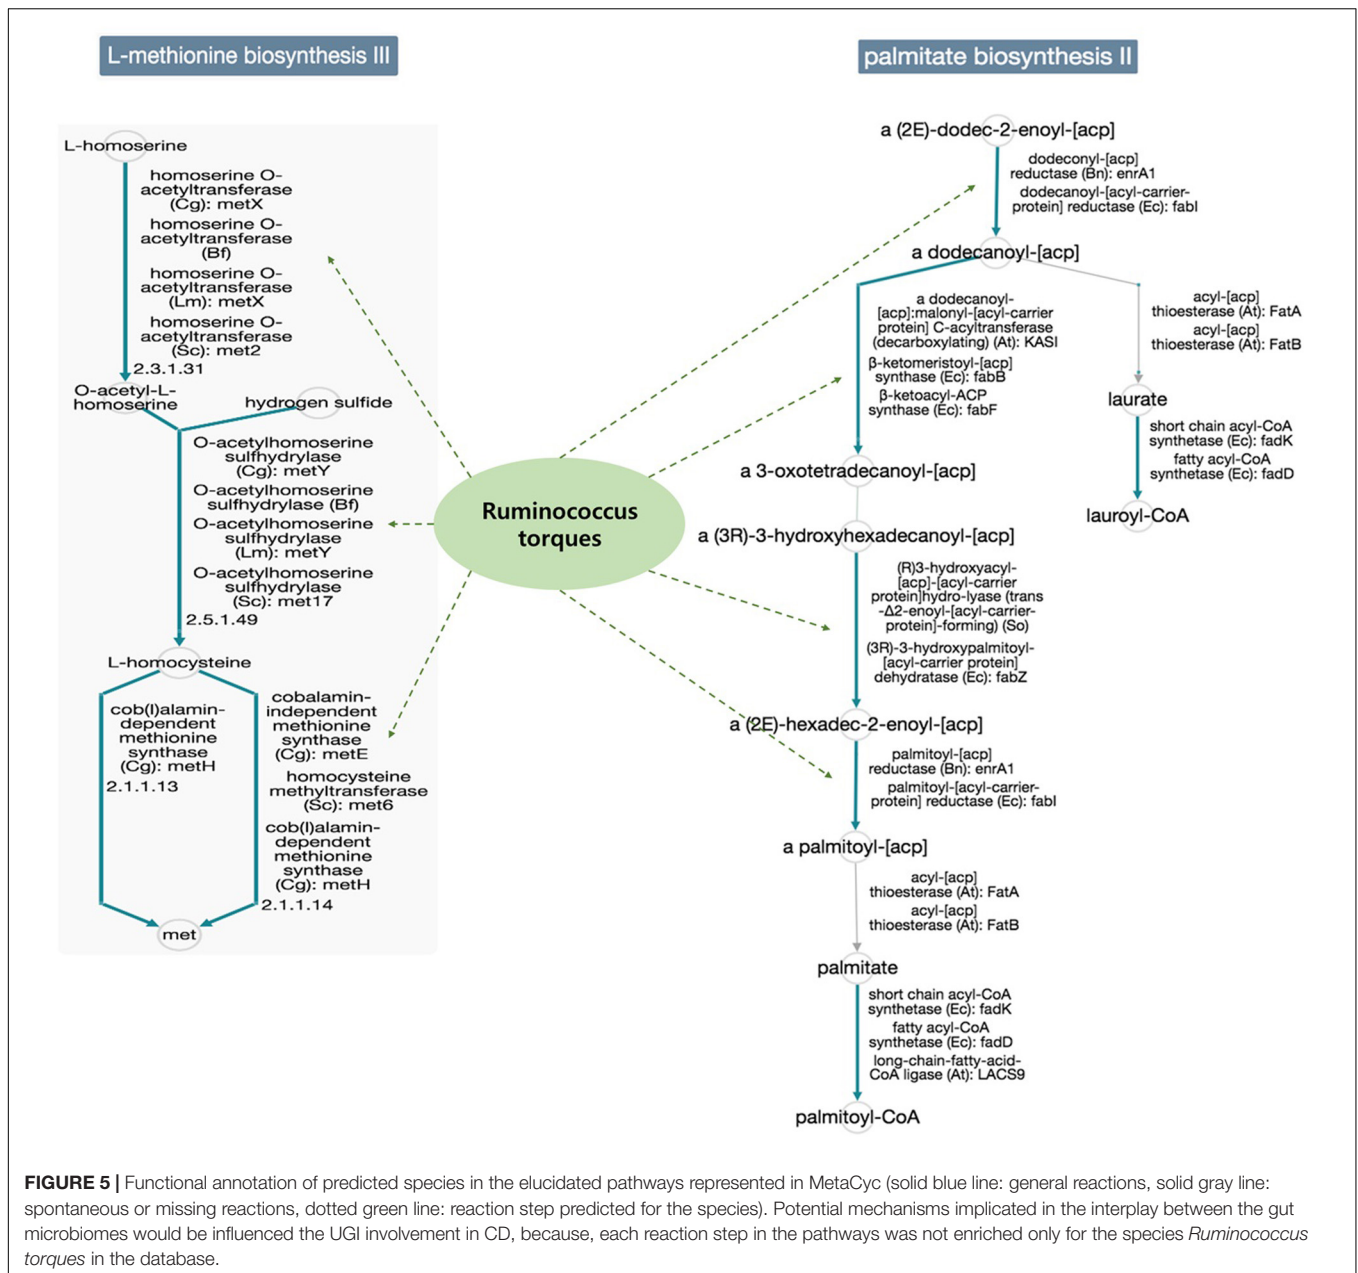 L-methionine biosynthesis III
L-homoserine
homoserine O-
acetyltransferase
(Cg): metX
homoserine O-
acetyltransferase
(Bf)
homoserine O-
acetyltransferase
(Lm): metX
homoserine O-
acetyltransferase
(Sc): met2
2.3.1.31
O-acetyl-L-
homoserine
hydrogen sulfide
O-acetylhomoserine
sulfhydrylase
(Cg): metY
O-acetylhomoserine
sulfhydrylase (Bf)
O-acetylhomoserine
sulfhydrylase
(Lm): metY
O-acetylhomoserine
sulfhydrylase
(Sc): met17
2.5.1.49
L-homocysteine
cob(I)alamin-
dependent
methionine
synthase
(Cg): metH
2.1.1.13
cobalamin-
independent
methionine
synthase
(Cg): metE
homocysteine
methyltransferase
(Sc): met6
cob(I)alamin-
dependent
methionine
synthase
(Cg): metH
2.1.1.14
met
Ruminococcus
torques
palmitate biosynthesis II
a (2E)-dodec-2-enoyl-[acp]
dodeconyl-[acp]
reductase (Bn): enrA1
dodecanoyl-[acyl-carrier-
protein] reductase (Ec): fabI
a dodecanoyl-[acp]
a dodecanoyl-
[acp]:malonyl-[acyl-carrier
protein] C-acyltransferase
(decarboxylating) (At): KASI
β-ketomeristoyl-[acp]
synthase (Ec): fabB
β-ketoacyl-ACP
synthase (Ec): fabF
acyl-[acp]
thioesterase (At): FatA
acyl-[acp]
thioesterase (At): FatB
laurate
short chain acyl-CoA
synthetase (Ec): fadK
fatty acyl-CoA
synthetase (Ec): fadD
lauroyl-CoA
a 3-oxotetradecanoyl-[acp]
a (3R)-3-hydroxyhexadecanoyl-[acp]
(R)3-hydroxyacyl-
[acp]-[acyl-carrier
protein]hydro-lyase (trans
-Δ2-enoyl-[acyl-carrier-
protein]-forming) (So)
(3R)-3-hydroxypalmitoyl-
[acyl-carrier protein]
dehydratase (Ec): fabZ
a (2E)-hexadec-2-enoyl-[acp]
palmitoyl-[acp]
reductase (Bn): enrA1
palmitoyl-[acyl-carrier-
protein] reductase (Ec): fabI
a palmitoyl-[acp]
acyl-[acp]
thioesterase (At): FatA
acyl-[acp]
thioesterase (At): FatB
palmitate
short chain acyl-CoA
synthetase (Ec): fadK
fatty acyl-CoA
synthetase (Ec): fadD
long-chain-fatty-acid-
CoA ligase (At): LACS9
palmitoyl-CoA
FIGURE 5 | Functional annotation of predicted species in the elucidated pathways represented in MetaCyc (solid blue line: general reactions, solid gray line:
spontaneous or missing reactions, dotted green line: reaction step predicted for the species). Potential mechanisms implicated in the interplay between the gut
microbiomes would be influenced the UGI involvement in CD, because, each reaction step in the pathways was not enriched only for the species Ruminococcus
torques in the database.